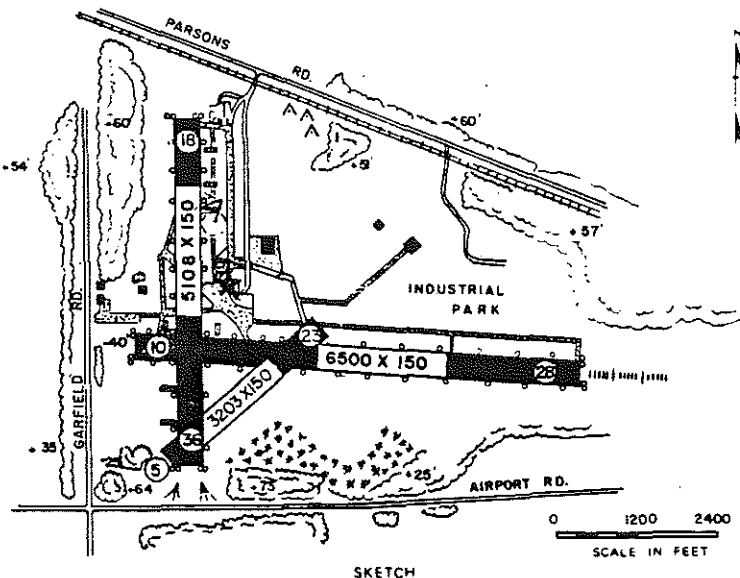 PARSONS
RD.
N
+60'
+60'
18
+54'
+51'
+57'
5108 X 150
INDUSTRIAL
PARK
RD.
GARFIELD
-40'
10
23
6500 X 150
28
3203 X 150
+35'
36
5
+64
+73'
+25'
AIRPORT RD.
0 1200 2400
SCALE IN FEET
SKETCH